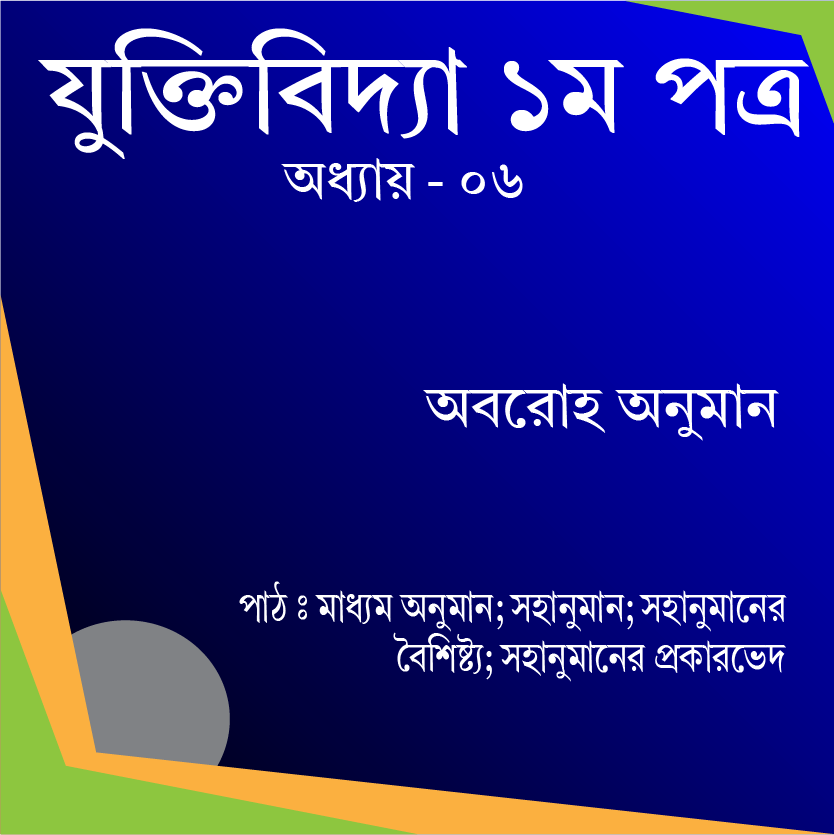 যুক্তিবিদ্যা ১ম পত্র
অধ্যায় - ০৬
অবরোহ অনুমান
পাঠ ঃ মাধ্যম অনুমান; সহানুমান; সহানুমানের
বৈশিষ্ট্য; সহানুমানের প্রকারভেদ